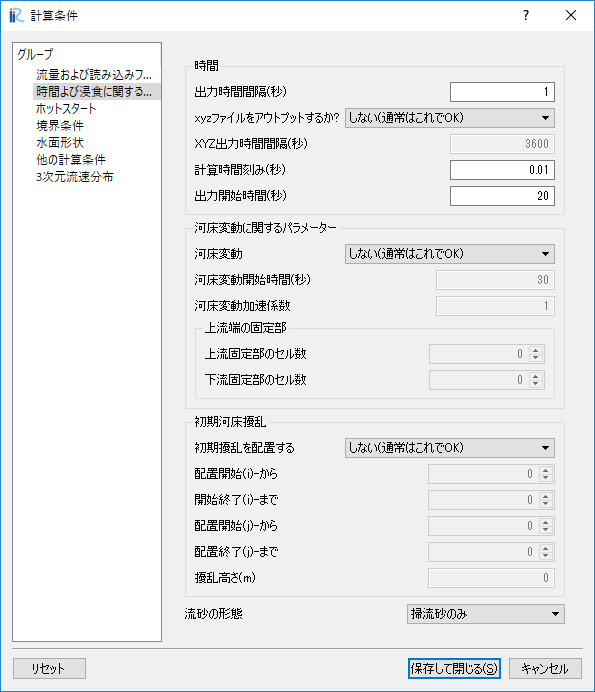 計算条件
グループ
流量および読み込みフ...
時間よび浸食に関する...
ホットスタート
境界条件
水面形状
他の計算条件
3次元流速分布
時間
出力時間間隔(秒) 1
xyzファイルをアウトプットするか? しない(通常はこれでOK)
XYZ出力時間間隔(秒) 3600
計算時間刻み(秒) 0.01
出力開始時間(秒) 20
河床変動に関するパラメーター
河床変動 しない(通常はこれでOK)
河床変動開始時間(秒) 30
河床変動加速係数 1
上流端の固定部
上流固定部のセル数 0
下流固定部のセル数 0
初期河床擾乱
初期擾乱を配置する しない(通常はこれでOK)
配置開始(i)-から 0
開始終了(i)-まで 0
配置開始(j)-から 0
配置終了(j)-まで 0
擾乱高さ(m) 0
流砂の形態 掃流砂のみ
リセット 保存して閉じる(S) キャンセル